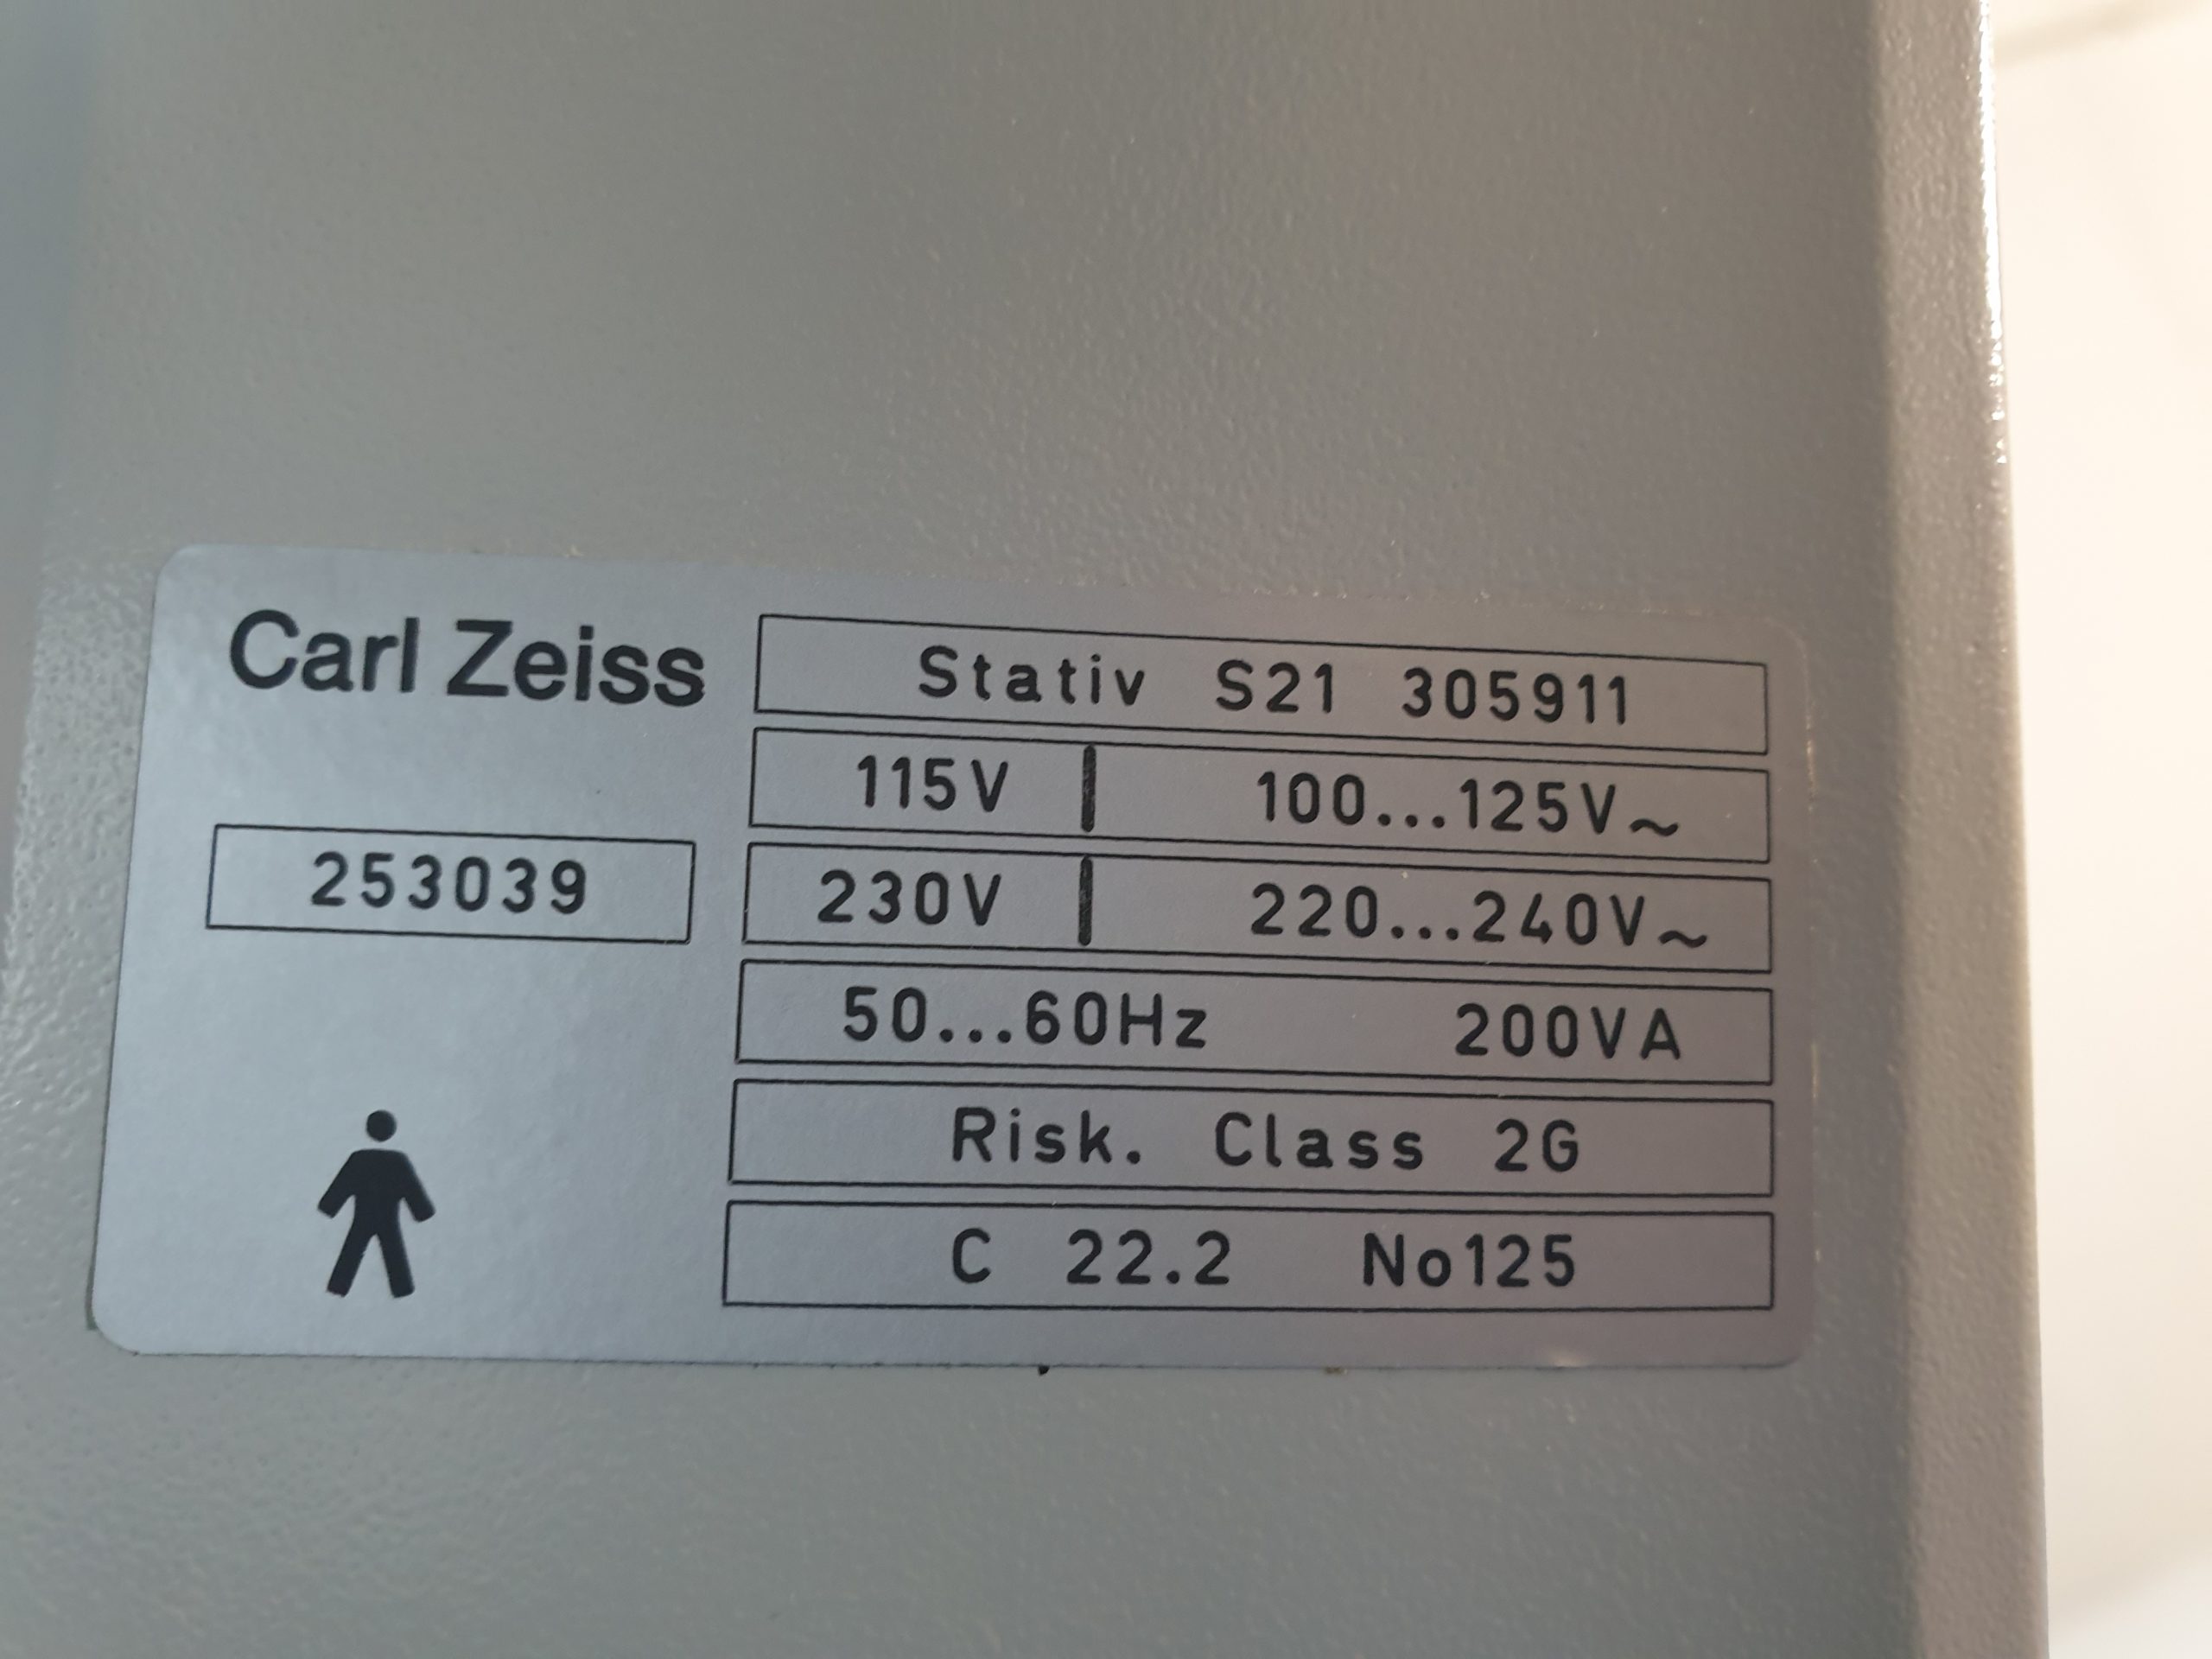 Carl Zeiss
Stativ S21 305911
115V | 100...125V~
253039
230V | 220...240V~
50...60Hz 200VA
Risk. Class 2G
C 22.2 No125